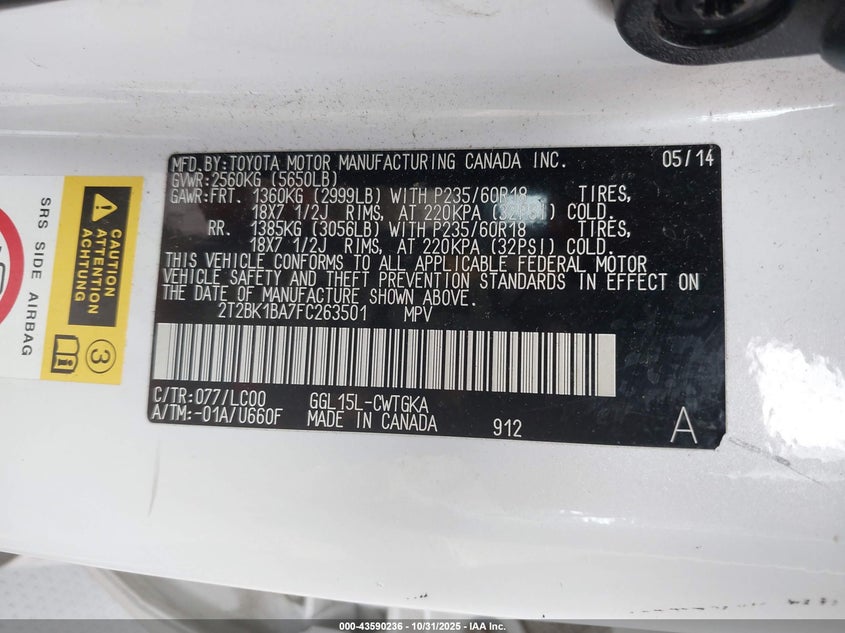 MFD.BY:TOYOTA MOTOR MANUFACTURING CANADA INC. 05/14
GVWR:2560KG (5650LB)
GAWR:FRT. 1360KG (2999LB) WITH P235/60R18 TIRES,
18X7 1/2J RIMS, AT 220KPA (32PSI) COLD.
RR. 1385KG (3056LB) WITH P235/60R18 TIRES,
18X7 1/2J RIMS, AT 220KPA (32PSI) COLD.
THIS VEHICLE CONFORMS TO ALL APPLICABLE FEDERAL MOTOR
VEHICLE SAFETY AND THEFT PREVENTION STANDARDS IN EFFECT ON
THE DATE OF MANUFACTURE SHOWN ABOVE.
2T2BK1BA7FC263501 MPV
C/TR:077/LC00 GGL15L-CWTGKA
A/TM:-01A/U660F MADE IN CANADA 912 A
CAUTION
ATTENTION
ACHTUNG
SRS SIDE AIRBAG
3
000-43590236 - 10/31/2025 - IAAI.com